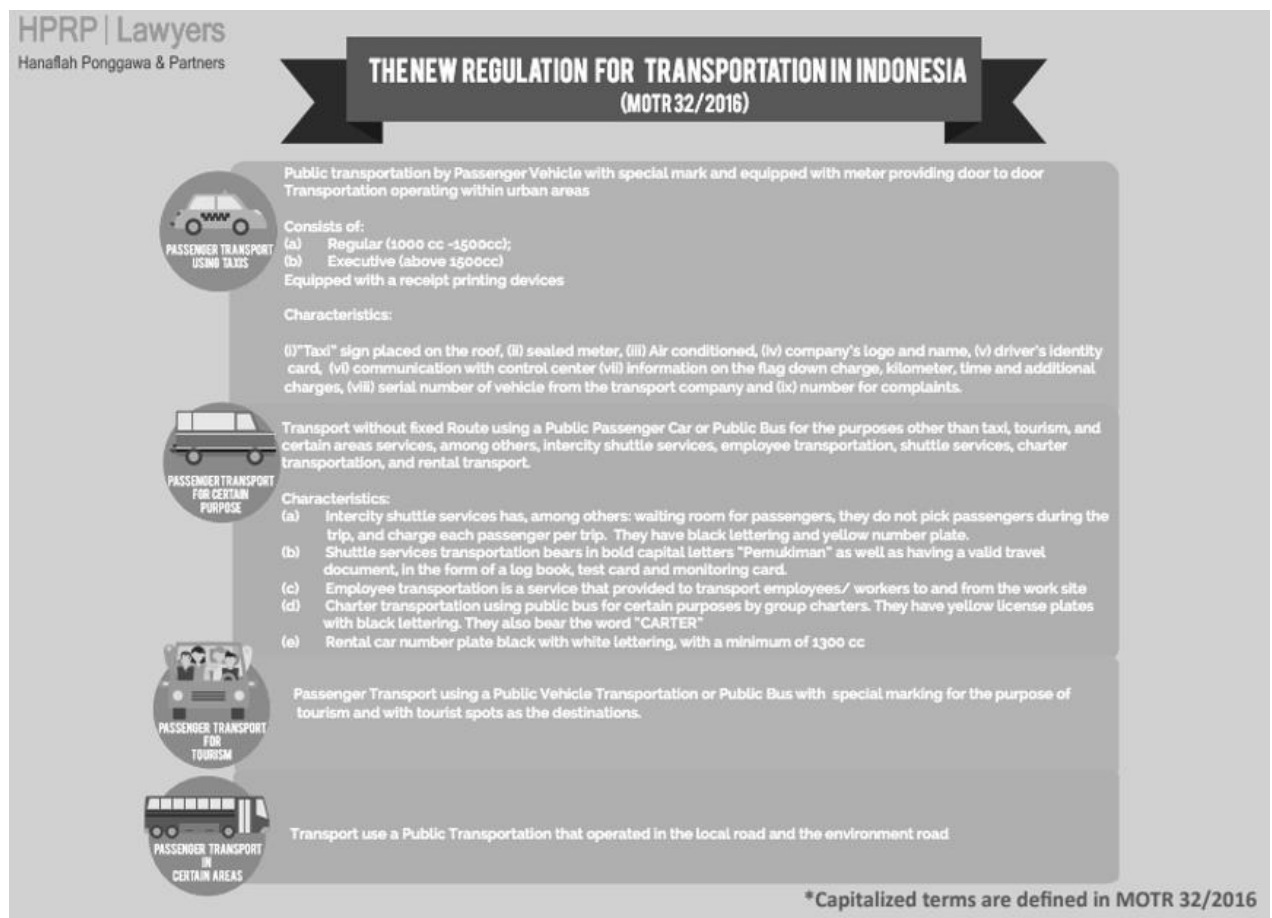 HPRP | Lawyers
Hanafiah Ponggawa & Partners
THE NEW REGULATION FOR TRANSPORTATION IN INDONESIA
(MOTR 32/2016)
PASSENGER TRANSPORT
USING TAXIS
Public transportation by Passenger Vehicle with special mark and equipped with meter providing door to door
Transportation operating within urban areas
Consists of:
(a) Regular (1000 cc -1500cc);
(b) Executive (above 1500cc)
Equipped with a receipt printing devices
Characteristics:
(i)"Taxi" sign placed on the roof, (ii) sealed meter, (iii) Air conditioned, (iv) company's logo and name, (v) driver's identity
card, (vi) communication with control center (vii) information on the flag down charge, kilometer, time and additional
charges, (viii) serial number of vehicle from the transport company and (ix) number for complaints.
PASSENGER TRANSPORT
FOR CERTAIN
PURPOSE
Transport without fixed Route using a Public Passenger Car or Public Bus for the purposes other than taxi, tourism, and
certain areas services, among others, intercity shuttle services, employee transportation, shuttle services, charter
transportation, and rental transport.
Characteristics:
(a) Intercity shuttle services has, among others: waiting room for passengers, they do not pick passengers during the
trip, and charge each passenger per trip. They have black lettering and yellow number plate.
(b) Shuttle services transportation bears in bold capital letters "Pemukiman" as well as having a valid travel
document, in the form of a log book, test card and monitoring card.
(c) Employee transportation is a service that provided to transport employees/ workers to and from the work site
(d) Charter transportation using public bus for certain purposes by group charters. They have yellow license plates
with black lettering. They also bear the word "CARTER"
(e) Rental car number plate black with white lettering, with a minimum of 1300 cc
PASSENGER TRANSPORT
FOR
TOURISM
Passenger Transport using a Public Vehicle Transportation or Public Bus with special marking for the purpose of
tourism and with tourist spots as the destinations.
PASSENGER TRANSPORT
IN
CERTAIN AREAS
Transport use a Public Transportation that operated in the local road and the environment road
*Capitalized terms are defined in MOTR 32/2016